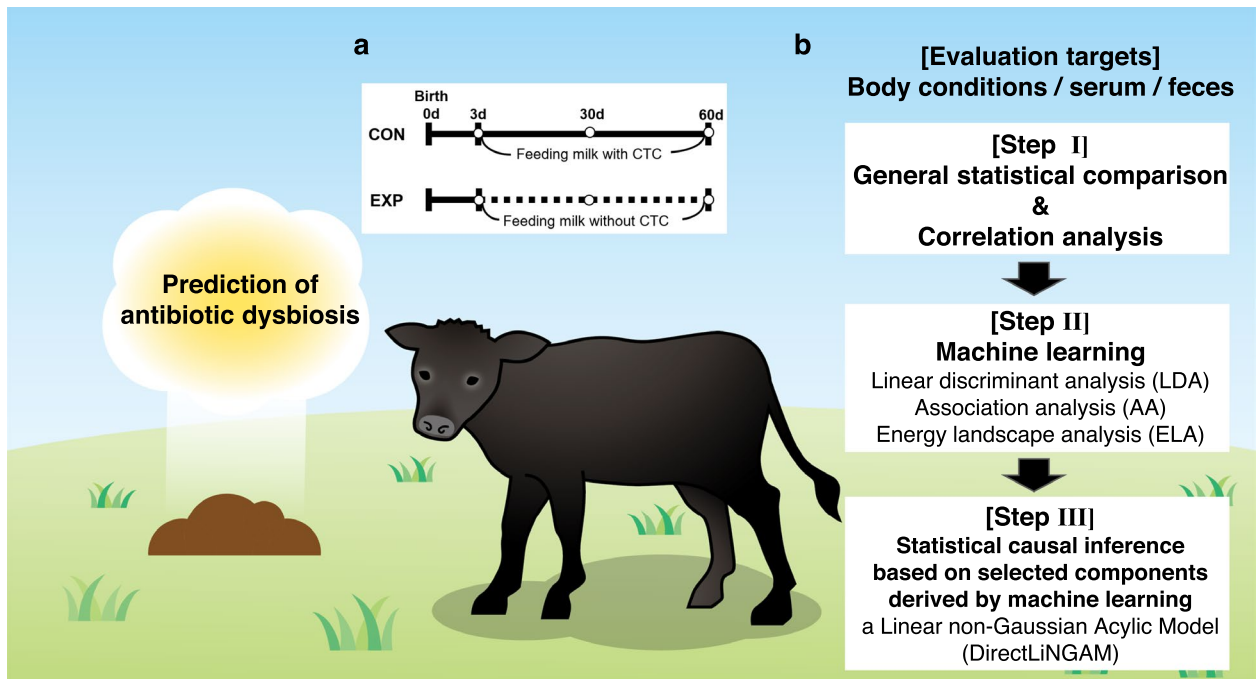 a
Birth
0d 3d 30d 60d
CON
Feeding milk with CTC
EXP
Feeding milk without CTC
Prediction of
antibiotic dysbiosis
b
[Evaluation targets]
Body conditions / serum / feces
[Step I]
General statistical comparison
&
Correlation analysis
[Step II]
Machine learning
Linear discriminant analysis (LDA)
Association analysis (AA)
Energy landscape analysis (ELA)
[Step III]
Statistical causal inference
based on selected components
derived by machine learning
a Linear non-Gaussian Acylic Model
(DirectLiNGAM)